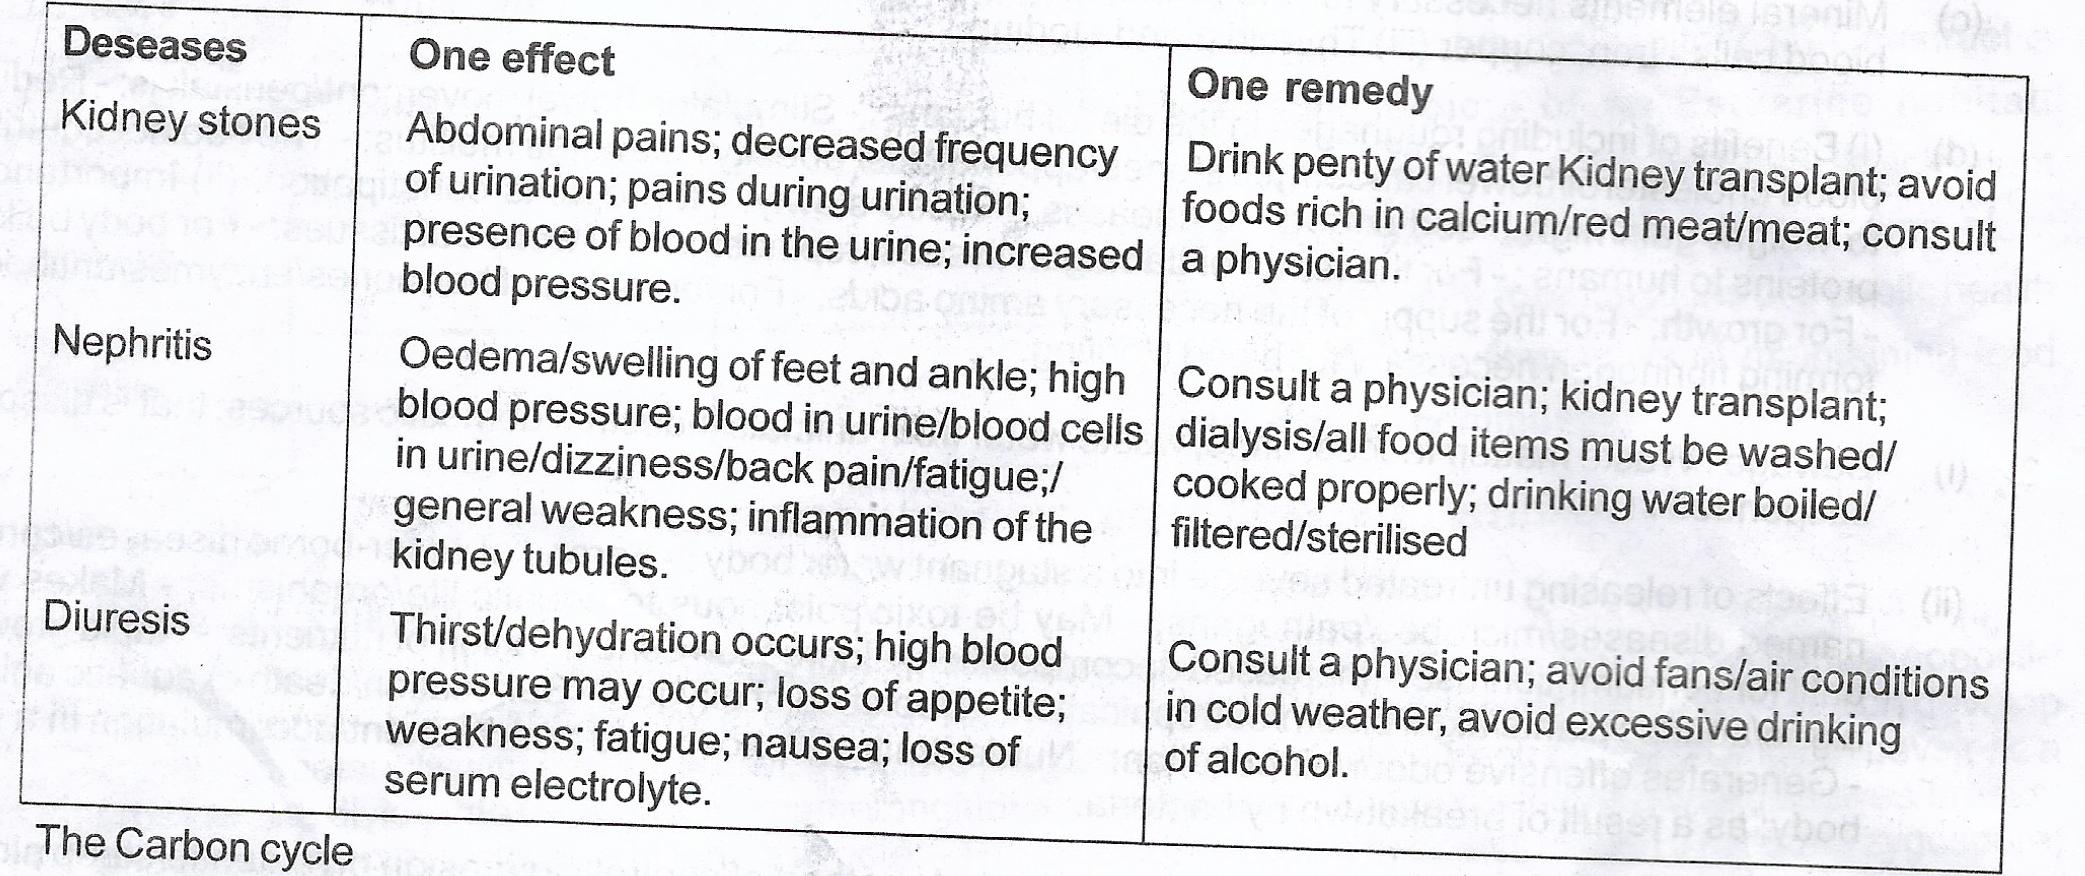 Deseases
One effect
One remedy
Kidney stones
Abdominal pains; decreased frequency
of urination; pains during urination;
presence of blood in the urine; increased
blood pressure.
Drink penty of water Kidney transplant; avoid
foods rich in calcium/red meat/meat; consult
a physician.
Nephritis
Oedema/swelling of feet and ankle; high
blood pressure; blood in urine/blood cells
in urine/dizziness/back pain/fatigue;/
general weakness; inflammation of the
kidney tubules.
Consult a physician; kidney transplant;
dialysis/all food items must be washed/
cooked properly; drinking water boiled/
filtered/sterilised
Diuresis
Thirst/dehydration occurs; high blood
pressure may occur; loss of appetite;
weakness; fatigue; nausea; loss of
serum electrolyte.
Consult a physician; avoid fans/air conditions
in cold weather, avoid excessive drinking
of alcohol.
The Carbon cycle